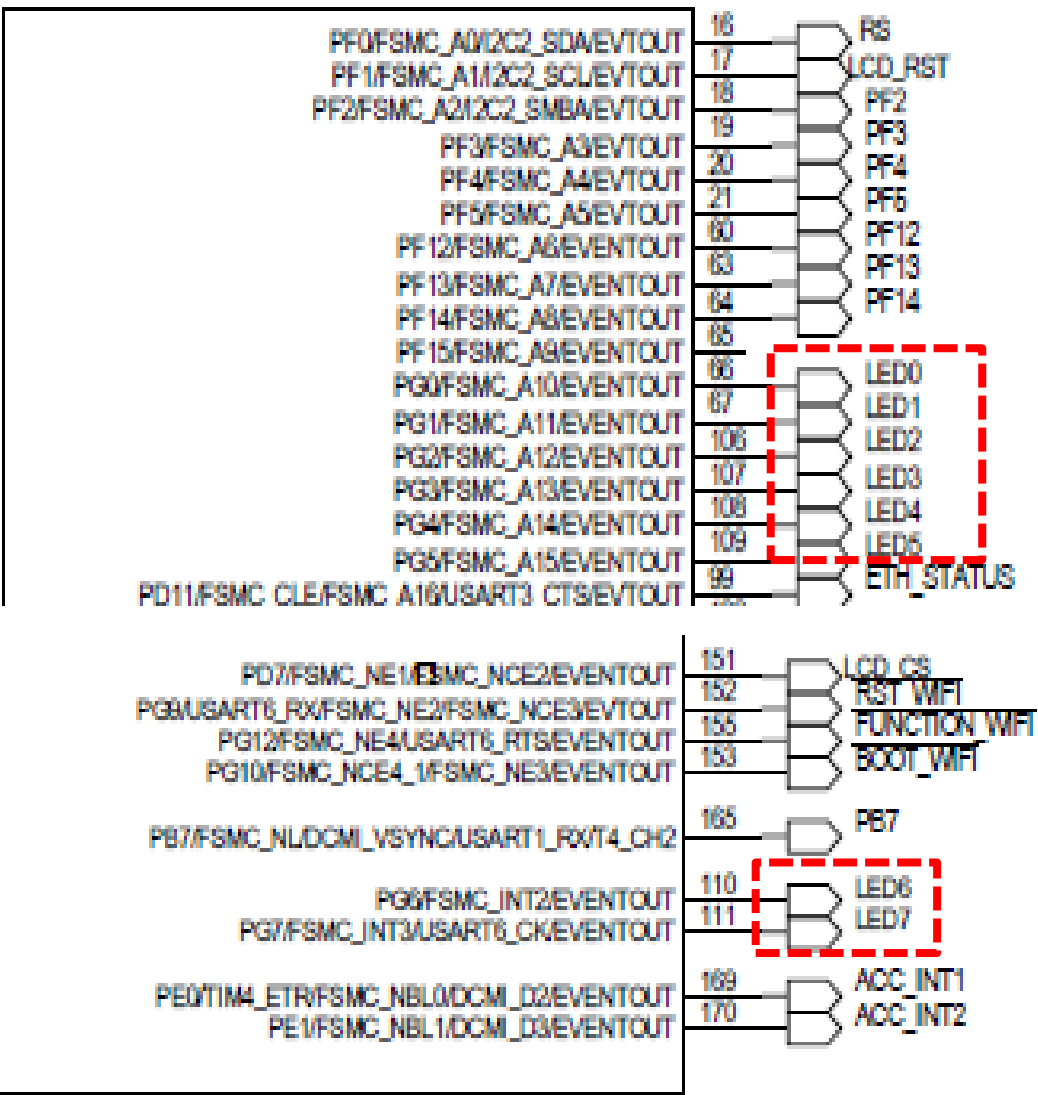 PF0/FSMC_A0/I2C2_SDA/EVTOUT 16 RS
PF1/FSMC_A1/I2C2_SCL/EVTOUT 17 LCD_RST
PF2/FSMC_A2/I2C2_SMBA/EVTOUT 18 PF2
PF3/FSMC_A3/EVTOUT 19 PF3
PF4/FSMC_A4/EVTOUT 20 PF4
PF5/FSMC_A5/EVTOUT 21 PF5
PF12/FSMC_A6/EVENTOUT 60 PF12
PF13/FSMC_A7/EVENTOUT 63 PF13
PF14/FSMC_A8/EVENTOUT 64 PF14
PF15/FSMC_A9/EVENTOUT 65
PG0/FSMC_A10/EVENTOUT 66 LED0
PG1/FSMC_A11/EVENTOUT 67 LED1
PG2/FSMC_A12/EVENTOUT 106 LED2
PG3/FSMC_A13/EVENTOUT 107 LED3
PG4/FSMC_A14/EVENTOUT 108 LED4
PG5/FSMC_A15/EVENTOUT 109 LED5
PD11/FSMC_CLE/FSMC_A16/USART3_CTS/EVTOUT 99 ETH_STATUS
PD7/FSMC_NE1/FSMC_NCE2/EVENTOUT 151 LCD_CS
PG9/USART6_RX/FSMC_NE2/FSMC_NCE3/EVTOUT 152 RST_WIFI
PG12/FSMC_NE4/USART6_RTS/EVENTOUT 155 FUNCTION_WIFI
PG10/FSMC_NCE4_1/FSMC_NE3/EVENTOUT 153 BOOT_WIFI
PB7/FSMC_NL/DCMI_VSYNC/USART1_RX/T4_CH2 165 PB7
PG6/FSMC_INT2/EVENTOUT 110 LED6
PG7/FSMC_INT3/USART6_CK/EVENTOUT 111 LED7
PE0/TIM4_ETR/FSMC_NBL0/DCMI_D2/EVENTOUT 169 ACC_INT1
PE1/FSMC_NBL1/DCMI_D3/EVENTOUT 170 ACC_INT2